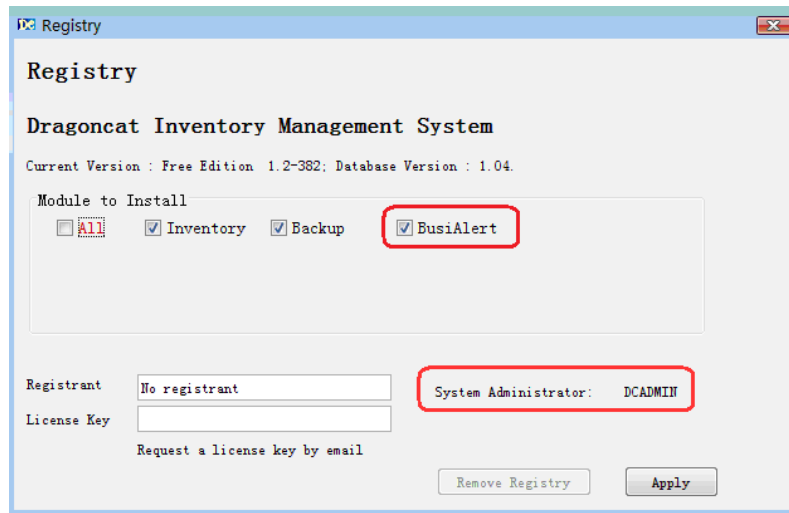 DC Registry
Registry
Dragoncat Inventory Management System
Current Version : Free Edition 1.2-382; Database Version : 1.04.
Module to Install
All Inventory Backup BusiAlert
Registrant No registrant System Administrator: DCADMIN
License Key
Request a license key by email
Remove Registry Apply